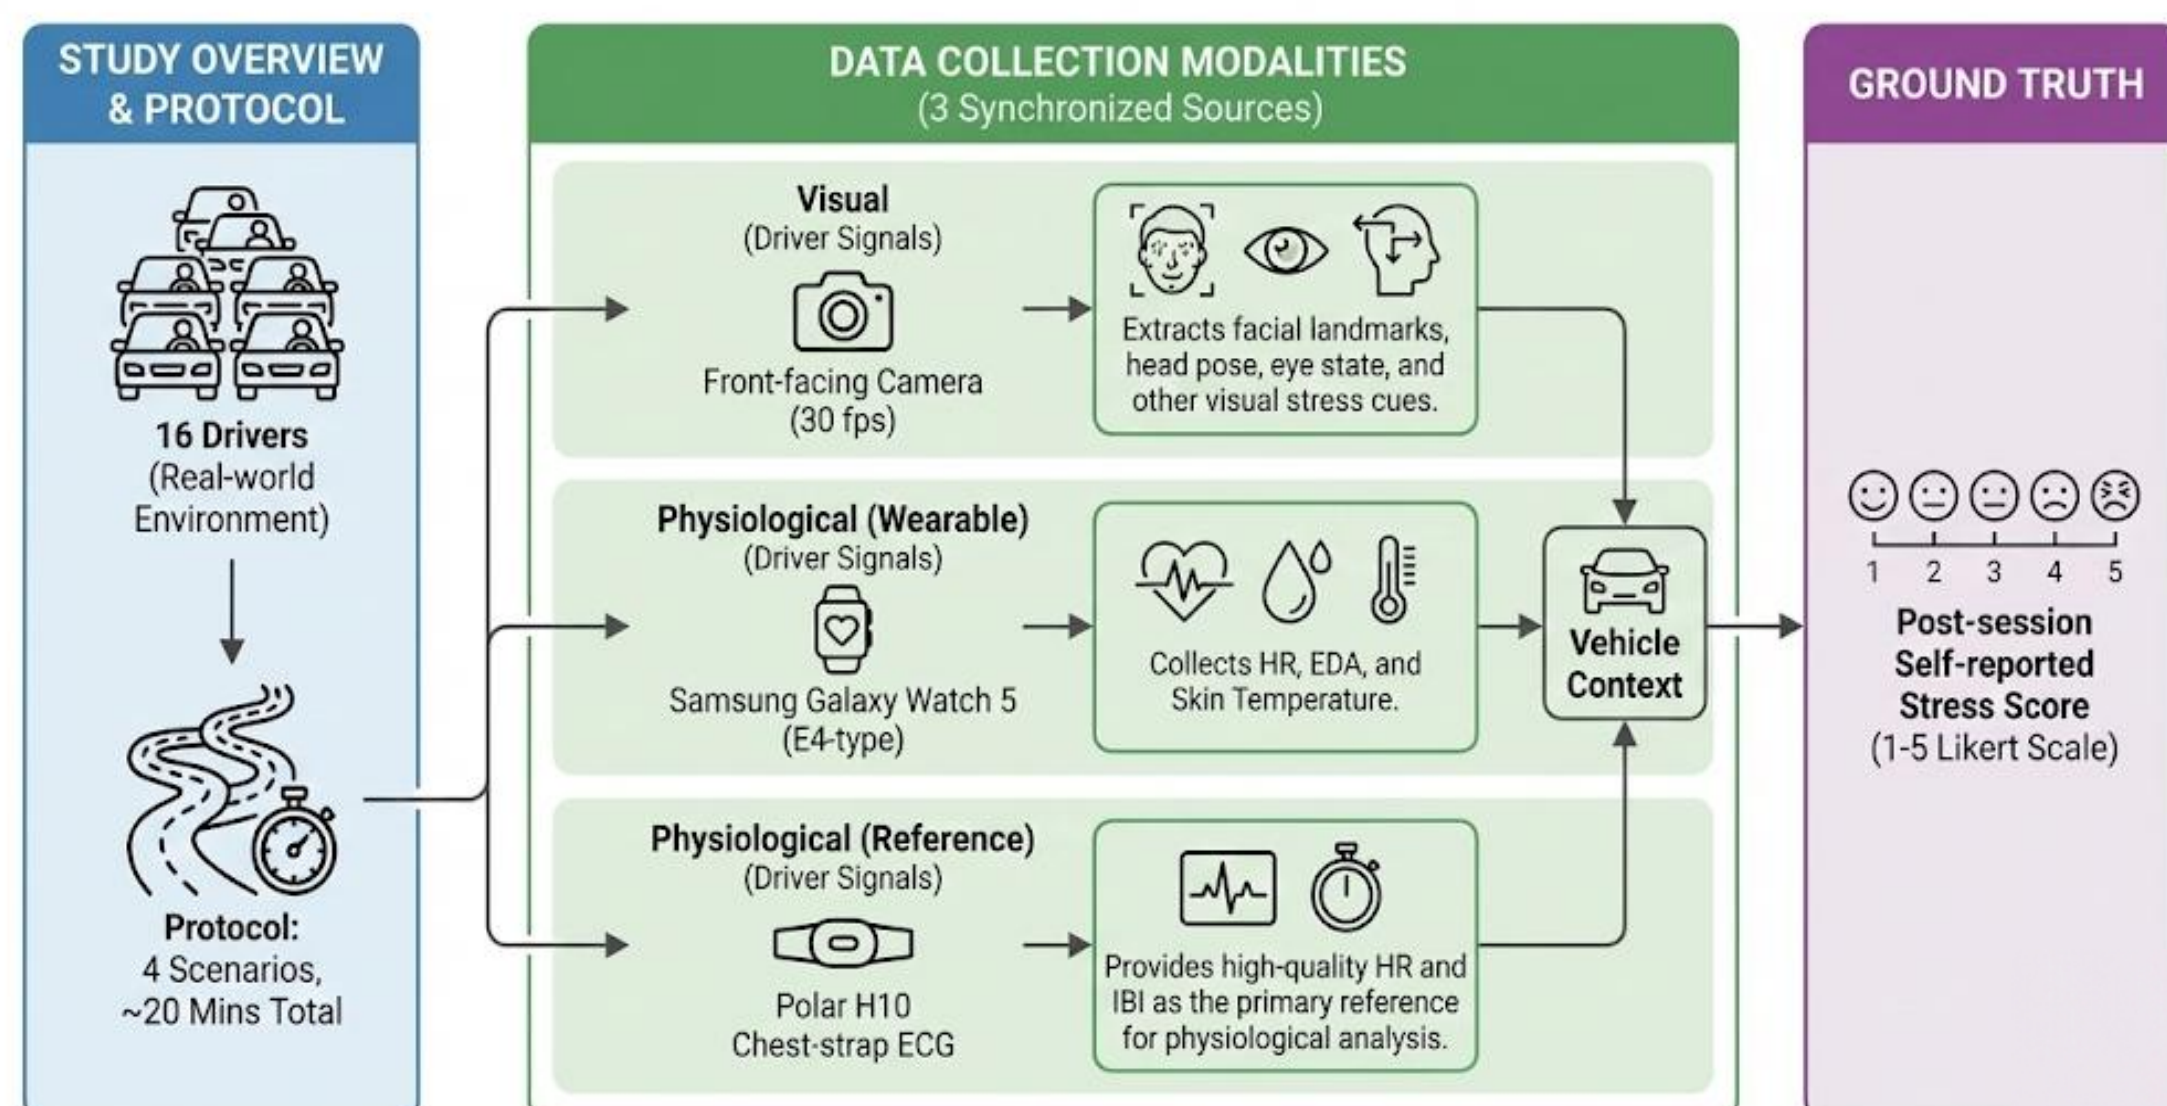 STUDY OVERVIEW
& PROTOCOL
16 Drivers
(Real-world
Environment)
Protocol:
4 Scenarios,
~20 Mins Total
DATA COLLECTION MODALITIES
(3 Synchronized Sources)
Visual
(Driver Signals)
Front-facing Camera
(30 fps)
Extracts facial landmarks,
head pose, eye state, and
other visual stress cues.
Physiological (Wearable)
(Driver Signals)
Samsung Galaxy Watch 5
(E4-type)
Collects HR, EDA, and
Skin Temperature.
Physiological (Reference)
(Driver Signals)
Polar H10
Chest-strap ECG
Provides high-quality HR and
IBI as the primary reference
for physiological analysis.
Vehicle
Context
GROUND TRUTH
1 2 3 4 5
Post-session
Self-reported
Stress Score
(1-5 Likert Scale)